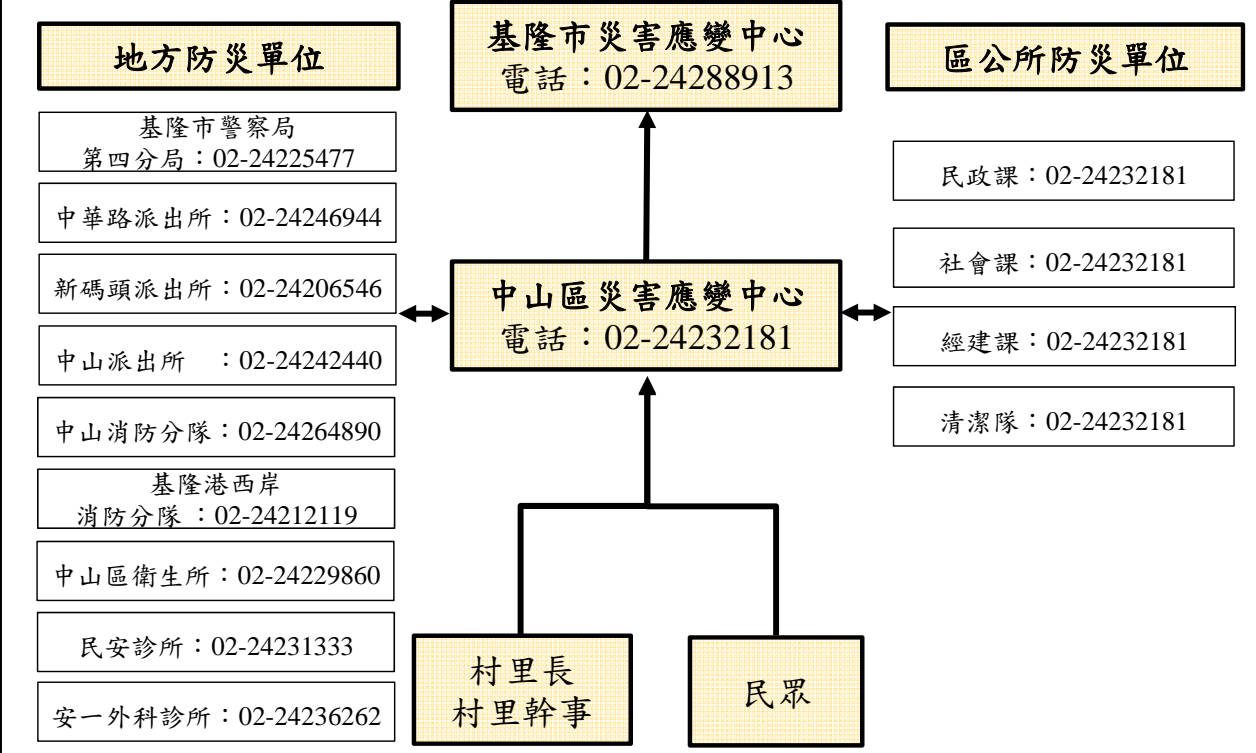 地方防災單位
基隆市警察局
第四分局：02-24225477
中華路派出所：02-24246944
新碼頭派出所：02-24206546
中山派出所　：02-24242440
中山消防分隊：02-24264890
基隆港西岸
消防分隊 ：02-24212119
中山區衛生所：02-24229860
民安診所：02-24231333
安一外科診所：02-24236262
基隆市災害應變中心
電話：02-24288913
中山區災害應變中心
電話：02-24232181
村里長
村里幹事
民眾
區公所防災單位
民政課：02-24232181
社會課：02-24232181
經建課：02-24232181
清潔隊：02-24232181